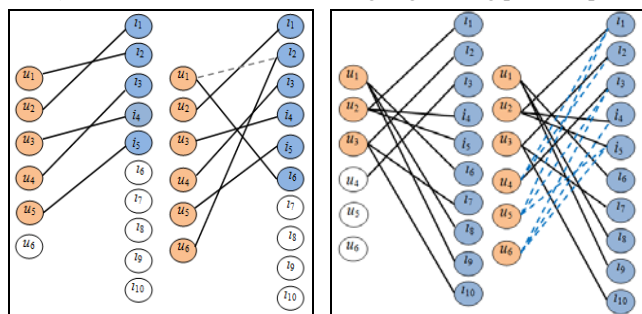 u₁
u₂
u₃
u₄
u₅
u₆
i₁
i₂
i₃
i₄
i₅
i₆
i₇
i₈
i₉
i₁₀
u₁
u₂
u₃
u₄
u₅
u₆
i₁
i₂
i₃
i₄
i₅
i₆
i₇
i₈
i₉
i₁₀
u₁
u₂
u₃
u₄
u₅
u₆
i₁
i₂
i₃
i₄
i₅
i₆
i₇
i₈
i₉
i₁₀
u₁
u₂
u₃
u₄
u₅
u₆
i₁
i₂
i₃
i₄
i₅
i₆
i₇
i₈
i₉
i₁₀